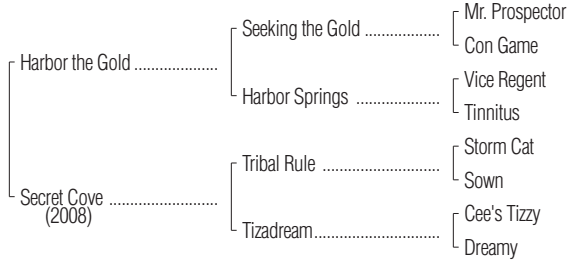 Mr. Prospector
Seeking the Gold ..................
Con Game
Harbor the Gold ....................
Vice Regent
Harbor Springs ....................
Tinnitus
Storm Cat
Tribal Rule ............................
Sown
Secret Cove ..........................
(2008)
Cee's Tizzy
Tizadream..............................
Dreamy